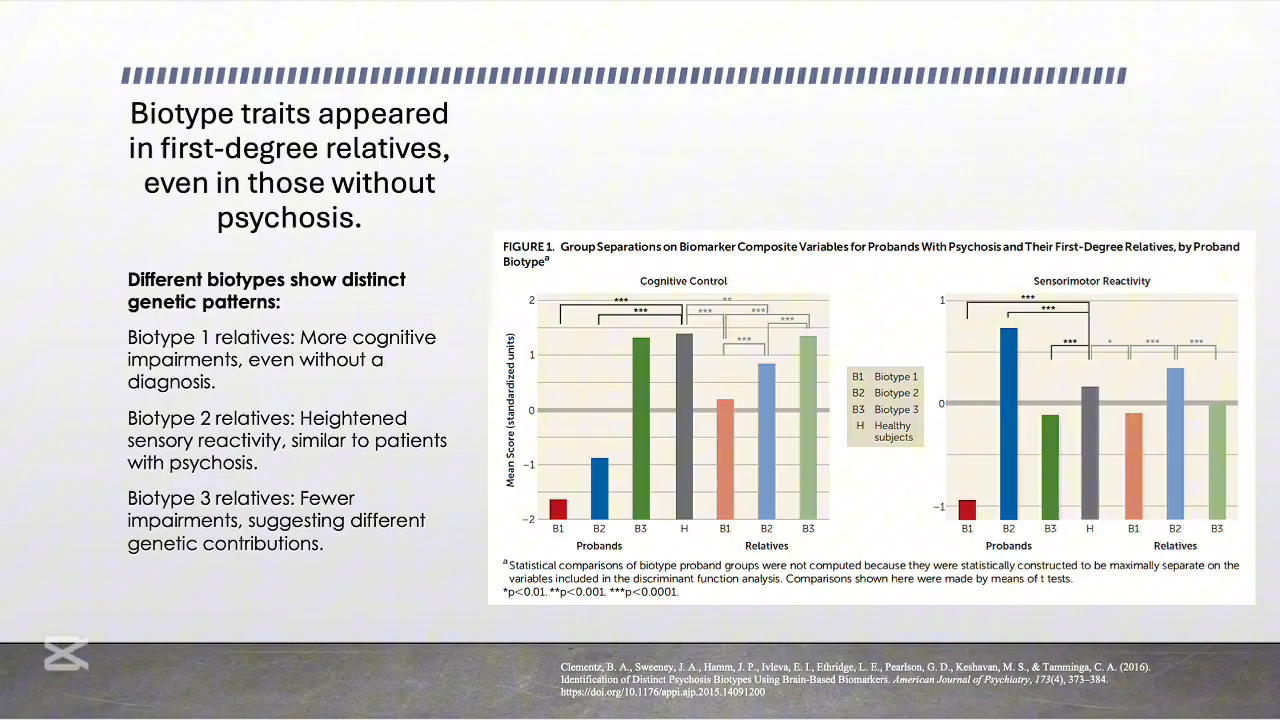 Biotype traits appeared
in first-degree relatives,
even in those without
psychosis.
Different biotypes show distinct
genetic patterns:
Biotype 1 relatives: More cognitive
impairments, even without a
diagnosis.
Biotype 2 relatives: Heightened
sensory reactivity, similar to patients
with psychosis.
Biotype 3 relatives: Fewer
impairments, suggesting different
genetic contributions.
FIGURE 1. Group Separations on Biomarker Composite Variables for Probands With Psychosis and Their First-Degree Relatives, by Proband
Biotypeª
Cognitive Control
Mean Score (standardized units)
2
1
0
−1
−2
***
***
**
***
***
***
***
B1 B2 B3 H B1 B2 B3
Probands Relatives
B1 Biotype 1
B2 Biotype 2
B3 Biotype 3
H Healthy
subjects
Sensorimotor Reactivity
1
0
−1
***
***
***
*
***
***
B1 B2 B3 H B1 B2 B3
Probands Relatives
ª Statistical comparisons of biotype proband groups were not computed because they were statistically constructed to be maximally separate on the
variables included in the discriminant function analysis. Comparisons shown here were made by means of t tests.
*p<0.01. **p<0.001. ***p<0.0001.
Clementz, B. A., Sweeney, J. A., Hamm, J. P., Ivleva, E. I., Ethridge, L. E., Pearlson, G. D., Keshavan, M. S., & Tamminga, C. A. (2016).
Identification of Distinct Psychosis Biotypes Using Brain-Based Biomarkers. American Journal of Psychiatry, 173(4), 373–384.
https://doi.org/10.1176/appi.ajp.2015.14091200